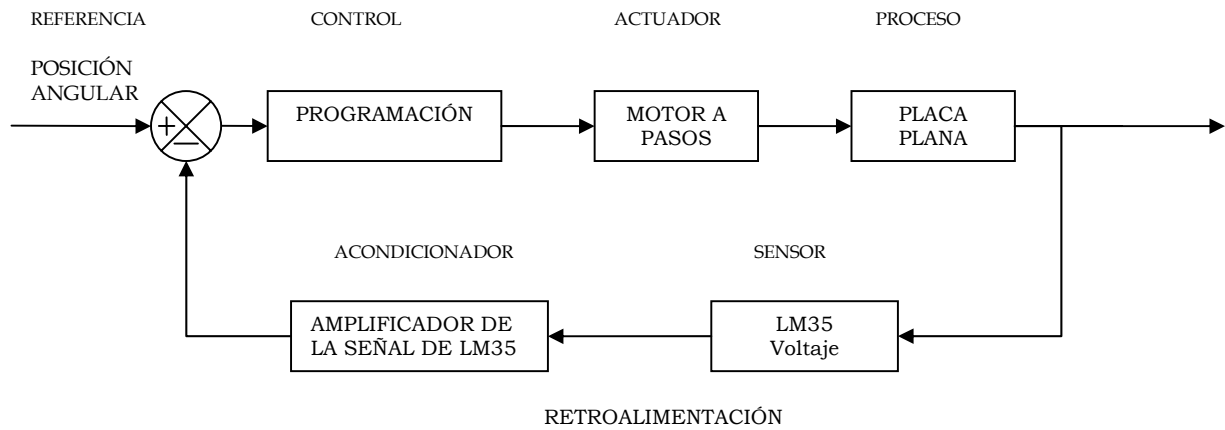 REFERENCIA
CONTROL
ACTUADOR
PROCESO
POSICIÓN
ANGULAR
+
−
PROGRAMACIÓN
MOTOR A
PASOS
PLACA
PLANA
ACONDICIONADOR
SENSOR
AMPLIFICADOR DE
LA SEÑAL DE LM35
LM35
Voltaje
RETROALIMENTACIÓN